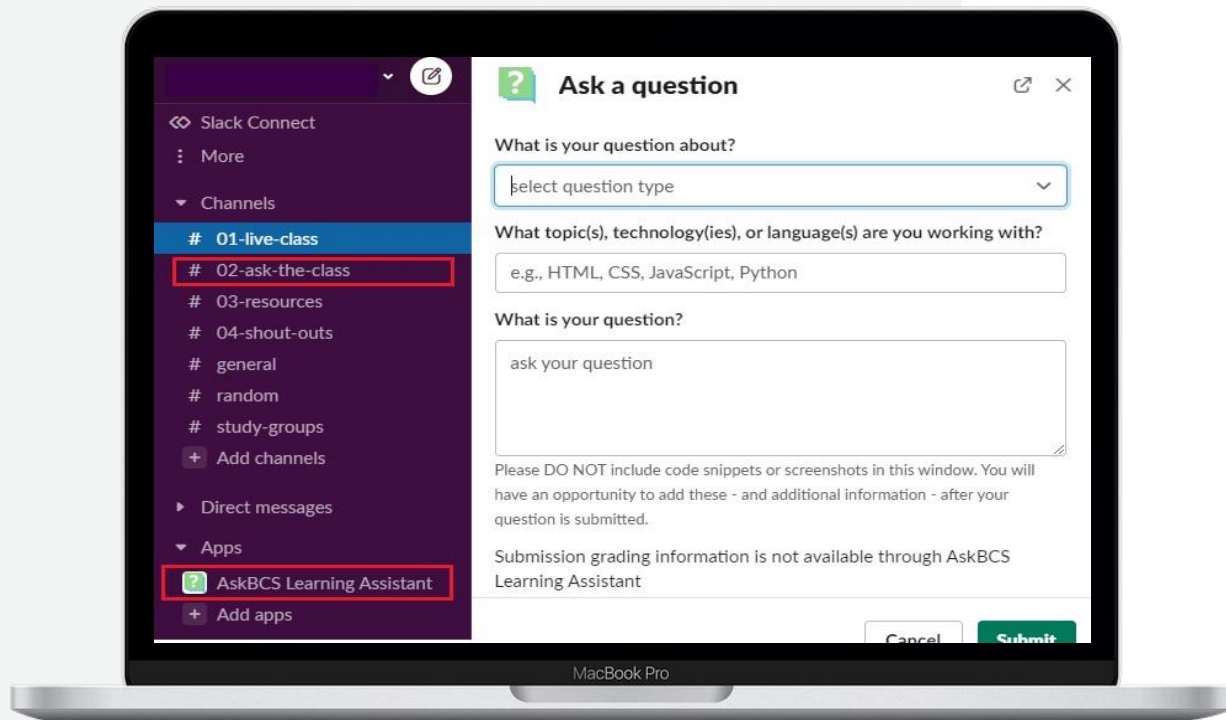 Slack Connect
More
Channels
# 01-live-class
# 02-ask-the-class
# 03-resources
# 04-shout-outs
# general
# random
# study-groups
+ Add channels
Direct messages
Apps
? AskBCS Learning Assistant
+ Add apps
? Ask a question
What is your question about?
select question type
What topic(s), technology(ies), or language(s) are you working with?
e.g., HTML, CSS, JavaScript, Python
What is your question?
ask your question
Please DO NOT include code snippets or screenshots in this window. You will
have an opportunity to add these - and additional information - after your
question is submitted.
Submission grading information is not available through AskBCS
Learning Assistant
Cancel
Submit
MacBook Pro